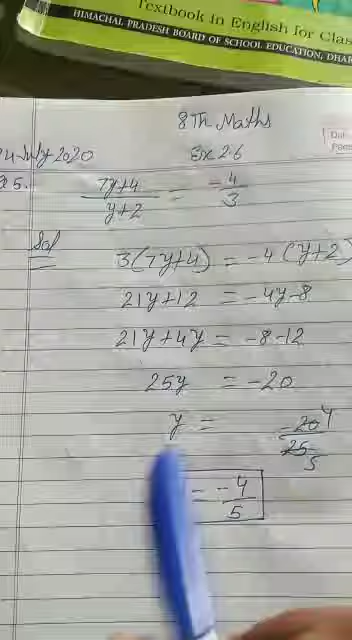 Textbook in English for Clas
HIMACHAL PRADESH BOARD OF SCHOOL EDUCATION, DHAR
8Th Maths
24 July 2020
Ex 2.6
Q5. (7y+4)/(y+2) = -4/3
Sol
3(7y+4) = -4(y+2)
21y+12 = -4y-8
21y+4y = -8-12
25y = -20
y = -20 4 / 25 5
= -4/5